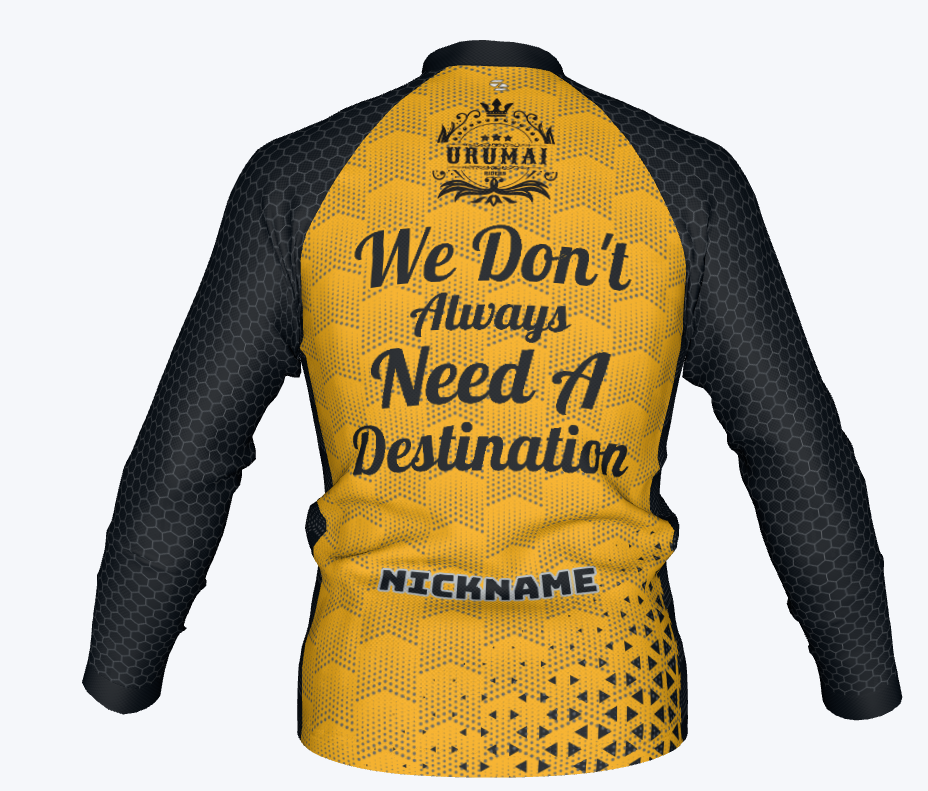 URUMAI
RIDERS
We Don't
Always
Need A
Destination
NICKNAME